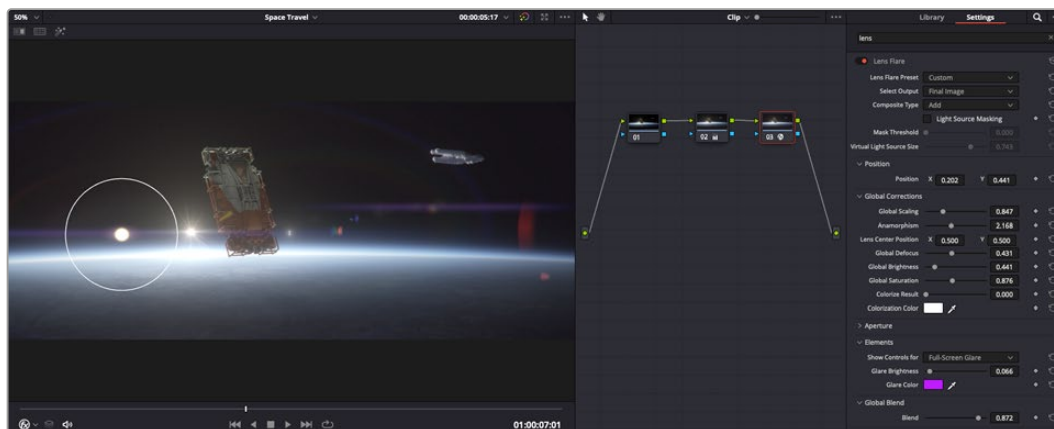 50%
Space Travel
00:00:05:17
Clip
Library
Settings
lens
Lens Flare
Lens Flare Preset Custom
Select Output Final Image
Composite Type Add
Light Source Masking
Mask Threshold 0.000
Virtual Light Source Size 0.743
Position
Position X 0.202 Y 0.441
Global Corrections
Global Scaling 0.847
Anamorphism 2.168
Lens Center Position X 0.500 Y 0.500
Global Defocus 0.431
Global Brightness 0.441
Global Saturation 0.876
Colorize Result 0.000
Colorization Color
Aperture
Elements
Show Controls for Full-Screen Glare
Glare Brightness 0.066
Glare Color
Global Blend
Blend 0.872
01
02
03
01:00:07:01